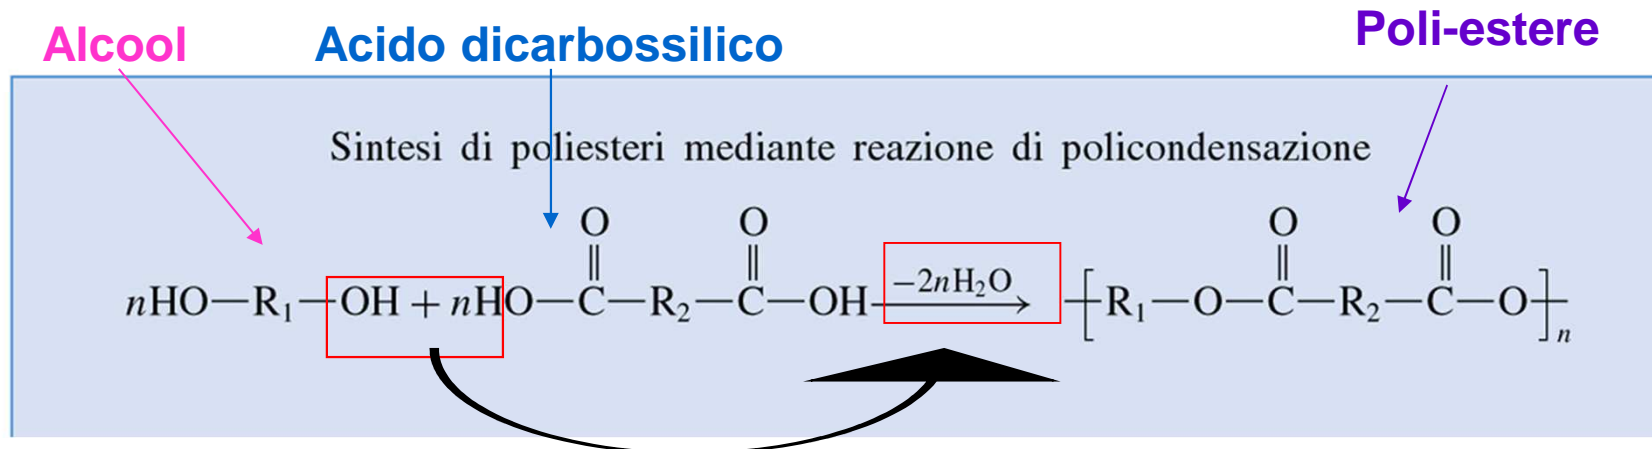 Alcool Acido dicarbossilico Poli-estere
Sintesi di poliesteri mediante reazione di policondensazione
O O O O
‖ ‖ ‖ ‖
nHO—R₁—OH + nHO—C—R₂—C—OH —−2nH₂O→ —[R₁—O—C—R₂—C—O]—ₙ